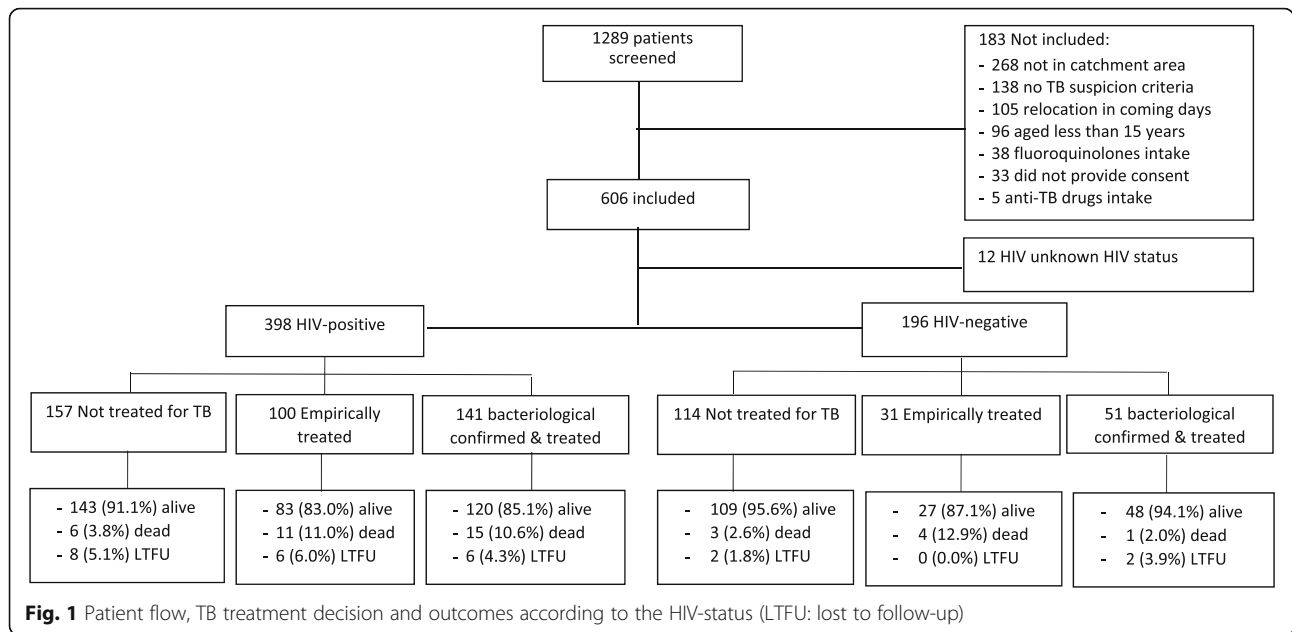 1289 patients
screened
183 Not included:
- 268 not in catchment area
- 138 no TB suspicion criteria
- 105 relocation in coming days
- 96 aged less than 15 years
- 38 fluoroquinolones intake
- 33 did not provide consent
- 5 anti-TB drugs intake
606 included
12 HIV unknown HIV status
398 HIV-positive
196 HIV-negative
157 Not treated for TB
100 Empirically
treated
141 bacteriological
confirmed & treated
114 Not treated for TB
31 Empirically treated
51 bacteriological
confirmed & treated
- 143 (91.1%) alive
- 6 (3.8%) dead
- 8 (5.1%) LTFU
- 83 (83.0%) alive
- 11 (11.0%) dead
- 6 (6.0%) LTFU
- 120 (85.1%) alive
- 15 (10.6%) dead
- 6 (4.3%) LTFU
- 109 (95.6%) alive
- 3 (2.6%) dead
- 2 (1.8%) LTFU
- 27 (87.1%) alive
- 4 (12.9%) dead
- 0 (0.0%) LTFU
- 48 (94.1%) alive
- 1 (2.0%) dead
- 2 (3.9%) LTFU
Fig. 1 Patient flow, TB treatment decision and outcomes according to the HIV-status (LTFU: lost to follow-up)